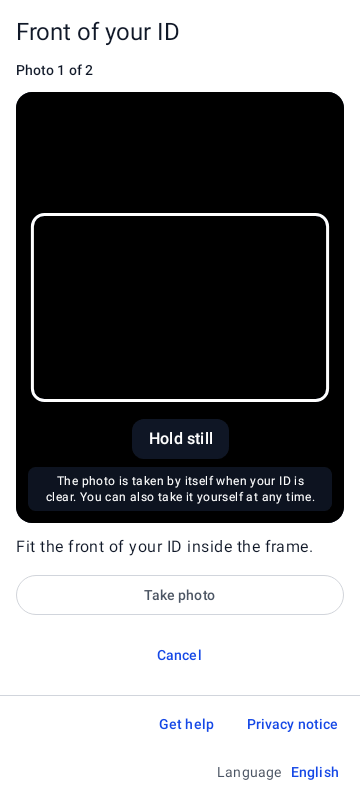 Front of your ID
Photo 1 of 2
Hold still
The photo is taken by itself when your ID is
clear. You can also take it yourself at any time.
Fit the front of your ID inside the frame.
Take photo
Cancel
Get help
Privacy notice
Language English